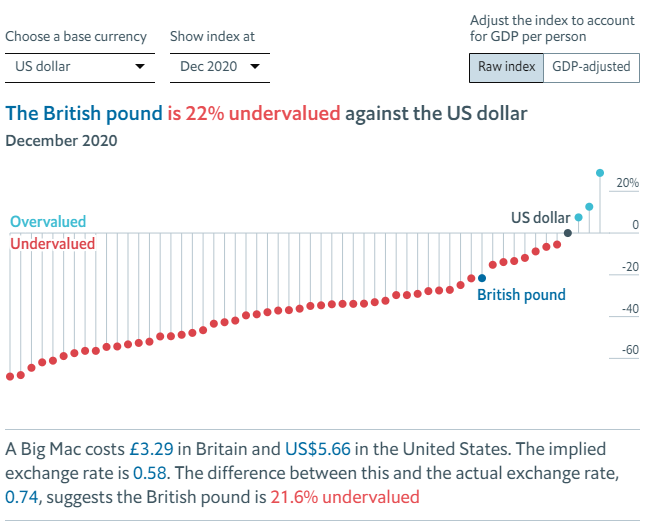 Adjust the index to account
Choose a base currency Show index at for GDP per person
US dollar Dec 2020 Raw index GDP-adjusted
The British pound is 22% undervalued against the US dollar
December 2020
20%
US dollar
Overvalued
0
Undervalued
-20
British pound
-40
-60
A Big Mac costs £3.29 in Britain and US$5.66 in the United States. The implied
exchange rate is 0.58. The difference between this and the actual exchange rate,
0.74, suggests the British pound is 21.6% undervalued